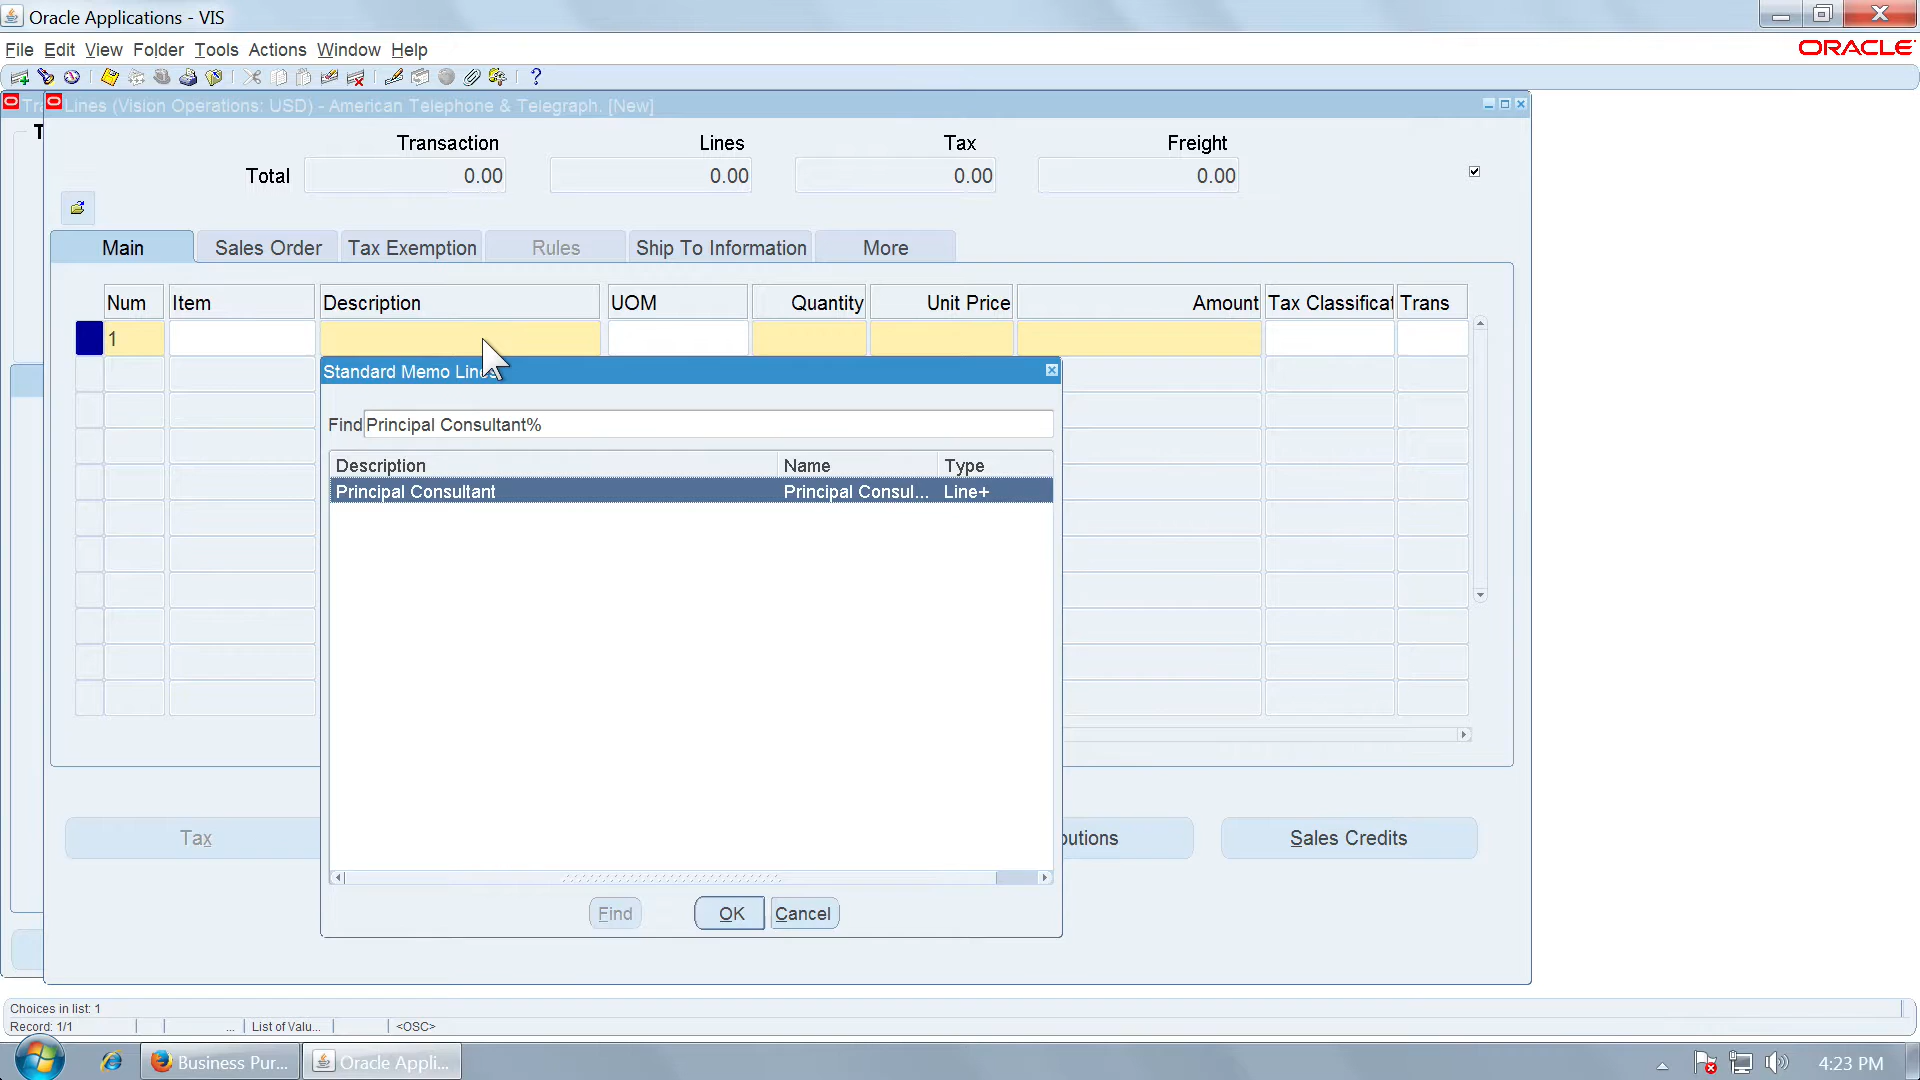 Oracle Applications - VIS
File Edit View Folder Tools Actions Window Help
ORACLE
Lines (Vision Operations: USD) - American Telephone & Telegraph. [New]
Transaction Lines Tax Freight
Total 0.00 0.00 0.00 0.00
Main Sales Order Tax Exemption Rules Ship To Information More
Num Item Description UOM Quantity Unit Price Amount Tax Classificat Trans
1
Standard Memo Lines
Find Principal Consultant%
Description Name Type
Principal Consultant Principal Consul... Line+
Tax butions Sales Credits
Find OK Cancel
Choices in list: 1
Record: 1/1 ... List of Valu... <OSC>
Business Pur... Oracle Appli... 4:23 PM